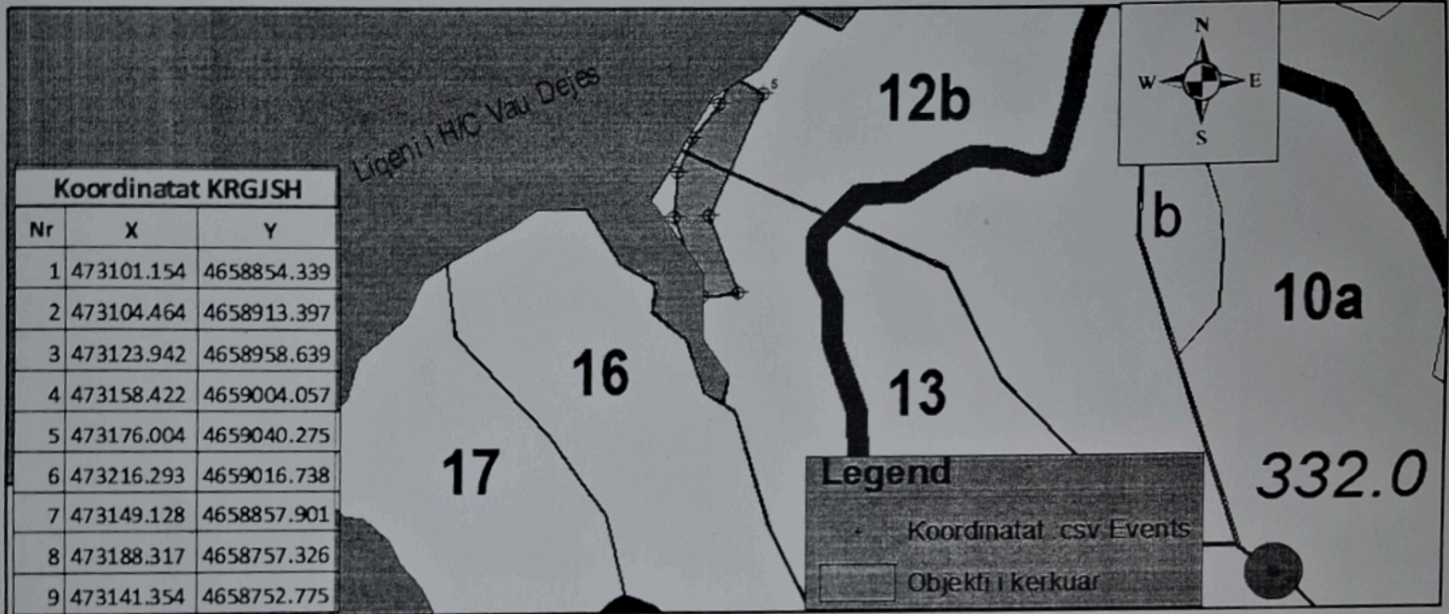 Liqeni i H/C Vau Dejes
5
12b
N
W E
S
b
10a
16
13
17
332.0
Koordinatat KRGJSH
Nr X Y
1 473101.154 4658854.339
2 473104.464 4658913.397
3 473123.942 4658958.639
4 473158.422 4659004.057
5 473176.004 4659040.275
6 473216.293 4659016.738
7 473149.128 4658857.901
8 473188.317 4658757.326
9 473141.354 4658752.775
Legend
Koordinatat csv Events
Objekti i kerkuar